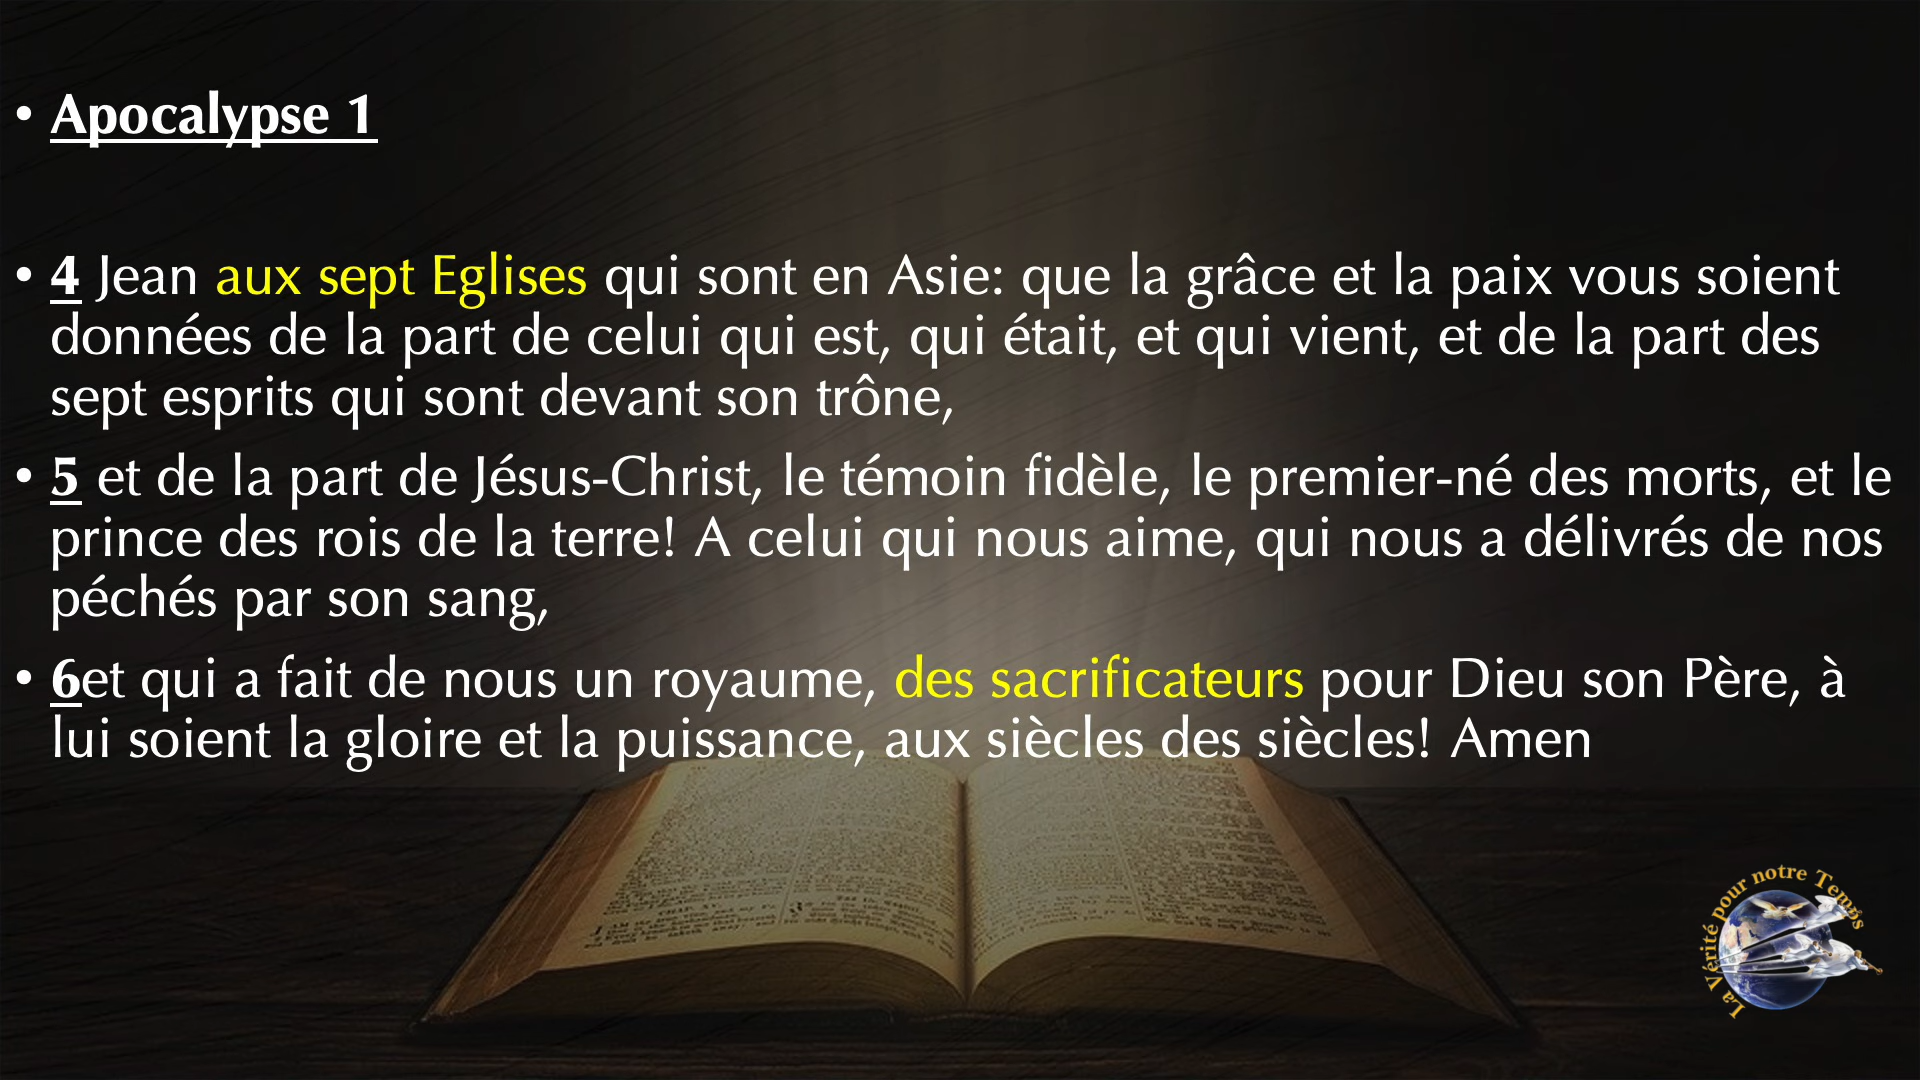 • Apocalypse 1
• 4 Jean aux sept Eglises qui sont en Asie: que la grâce et la paix vous soient
données de la part de celui qui est, qui était, et qui vient, et de la part des
sept esprits qui sont devant son trône,
• 5 et de la part de Jésus-Christ, le témoin fidèle, le premier-né des morts, et le
prince des rois de la terre! A celui qui nous aime, qui nous a délivrés de nos
péchés par son sang,
• 6et qui a fait de nous un royaume, des sacrificateurs pour Dieu son Père, à
lui soient la gloire et la puissance, aux siècles des siècles! Amen
La Vérité pour notre Temps